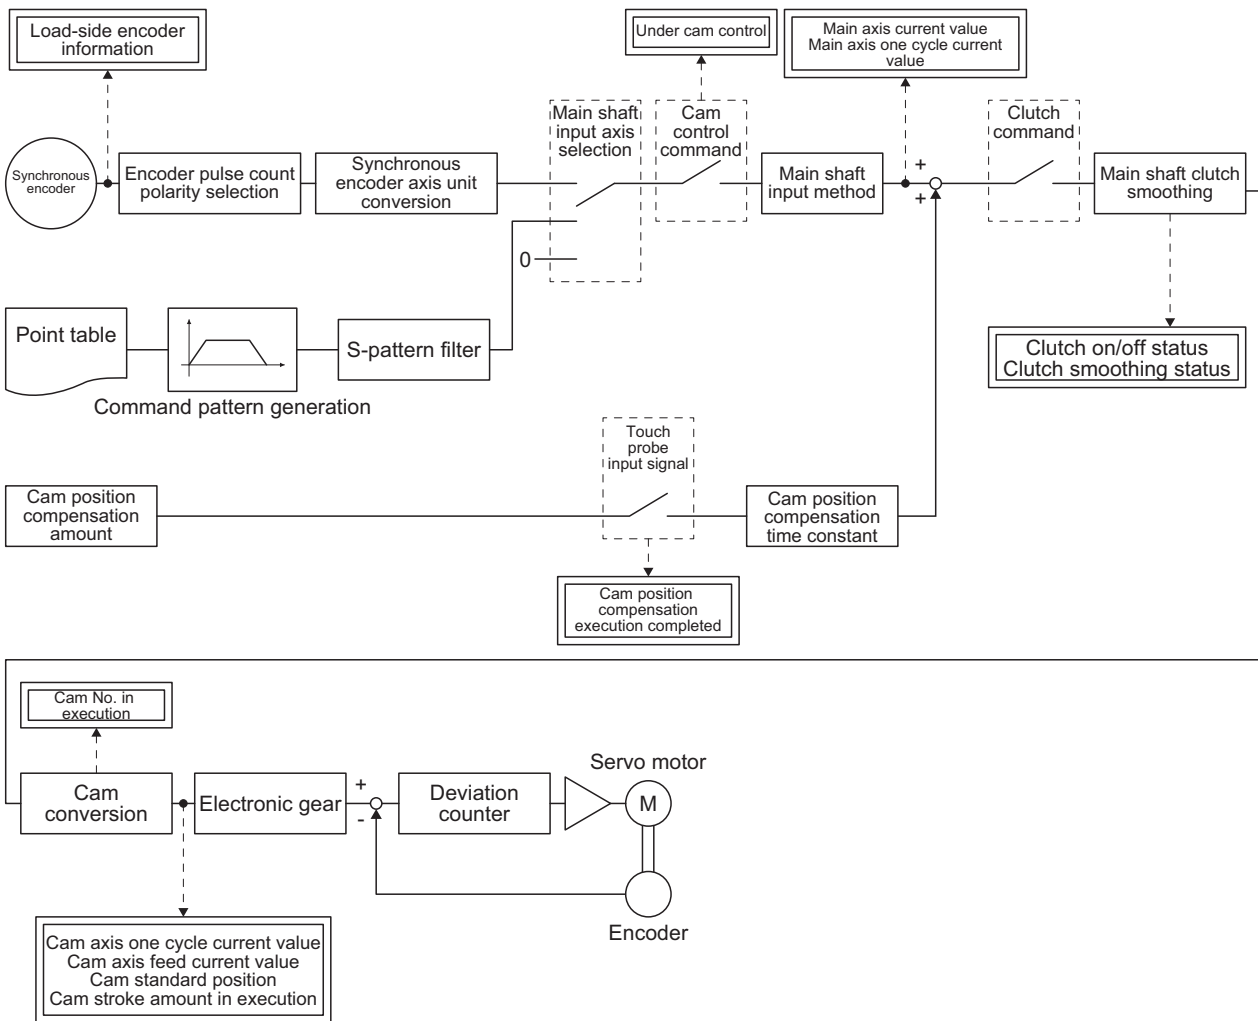 Load-side encoder
information
Under cam control
Main axis current value
Main axis one cycle current
value
Main shaft
input axis
selection
Cam
control
command
Clutch
command
Synchronous
encoder
Encoder pulse count
polarity selection
Synchronous
encoder axis unit
conversion
Main shaft
input method
+
+
Main shaft clutch
smoothing
0
Point table
S-pattern filter
Command pattern generation
Clutch on/off status
Clutch smoothing status
Touch
probe
input signal
Cam position
compensation
amount
Cam position
compensation
time constant
Cam position
compensation
execution completed
Cam No. in
execution
Servo motor
Cam
conversion
Electronic gear
+
-
Deviation
counter
M
Encoder
Cam axis one cycle current value
Cam axis feed current value
Cam standard position
Cam stroke amount in execution